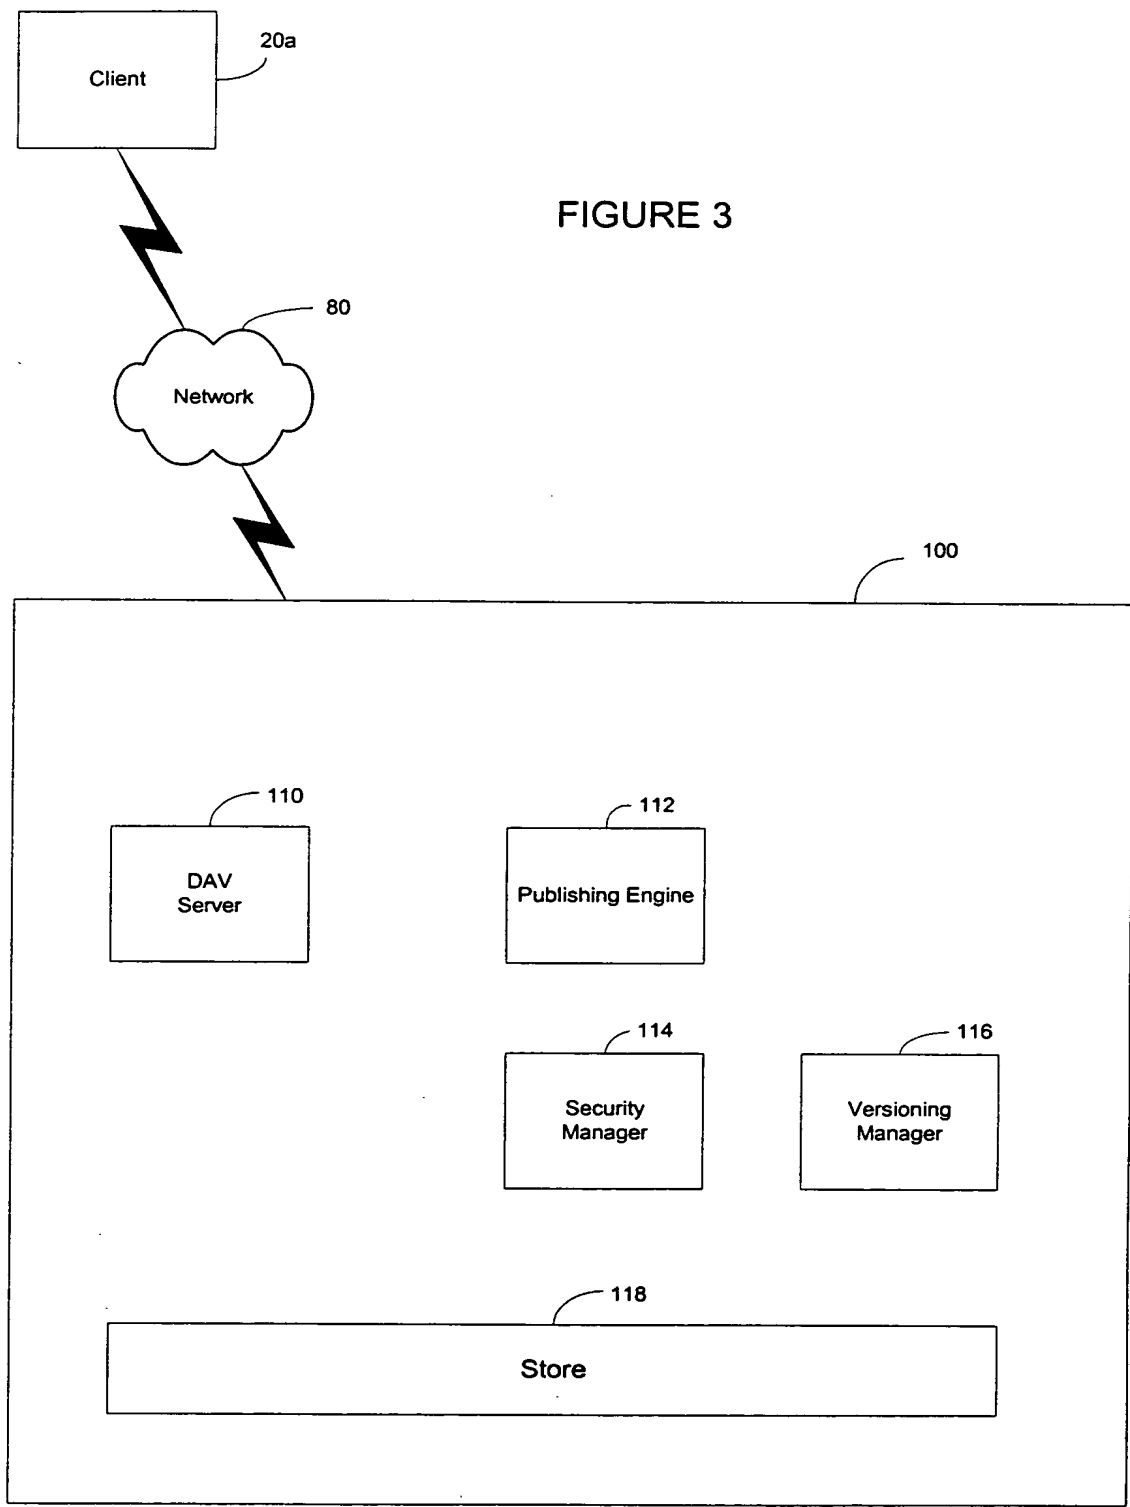 20a
Client
FIGURE 3
80
Network
100
110
112
DAV
Server
Publishing Engine
114
116
Security
Manager
Versioning
Manager
118
Store